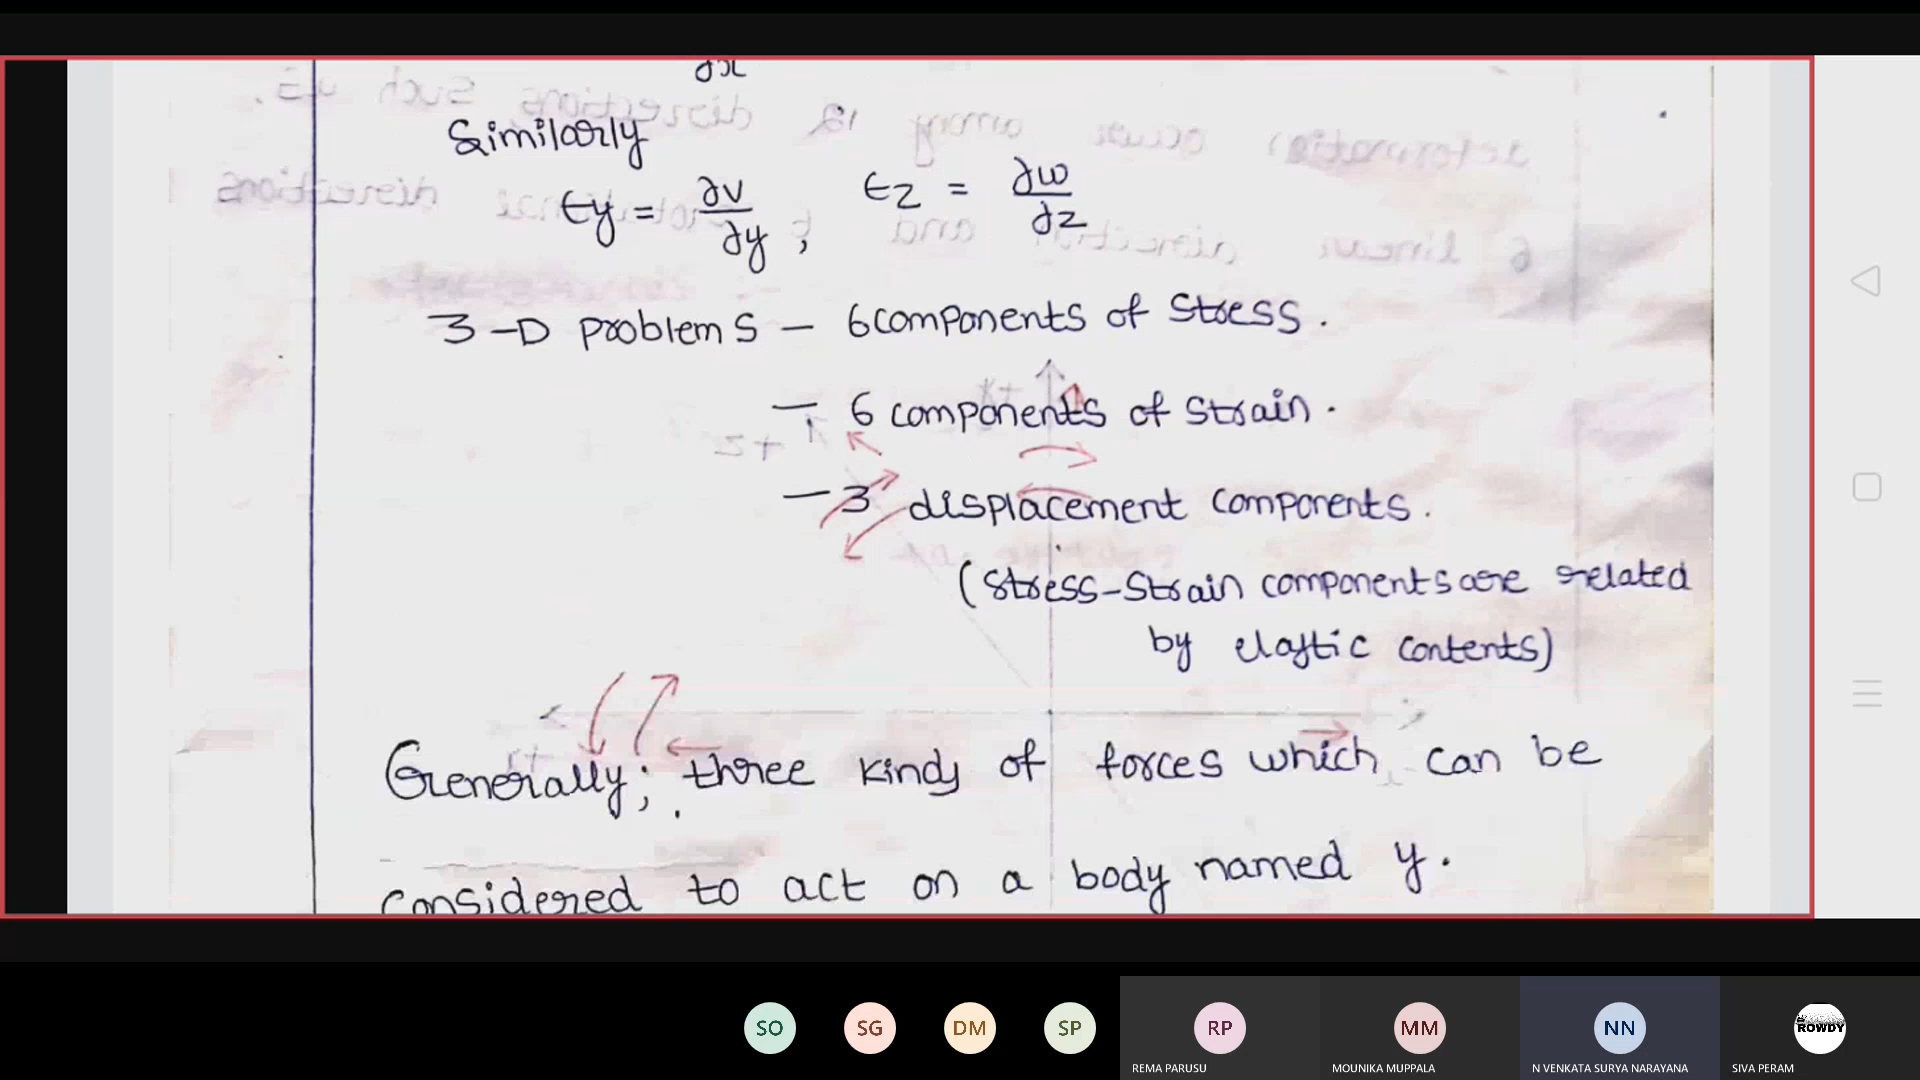 ∂x
Similarly
ϵy = ∂v/∂y , ϵz = ∂w/∂z
3-D problems – 6 components of stress.
– 6 components of strain.
– 3 displacement components.
(stress-strain components are related
by elastic contents)
Generally; three kinds of forces which can be
considered to act on a body named y.
SO SG DM SP RP MM NN ROWDY
REMA PARUSU MOUNIKA MUPPALA N VENKATA SURYA NARAYANA SIVA PERAM